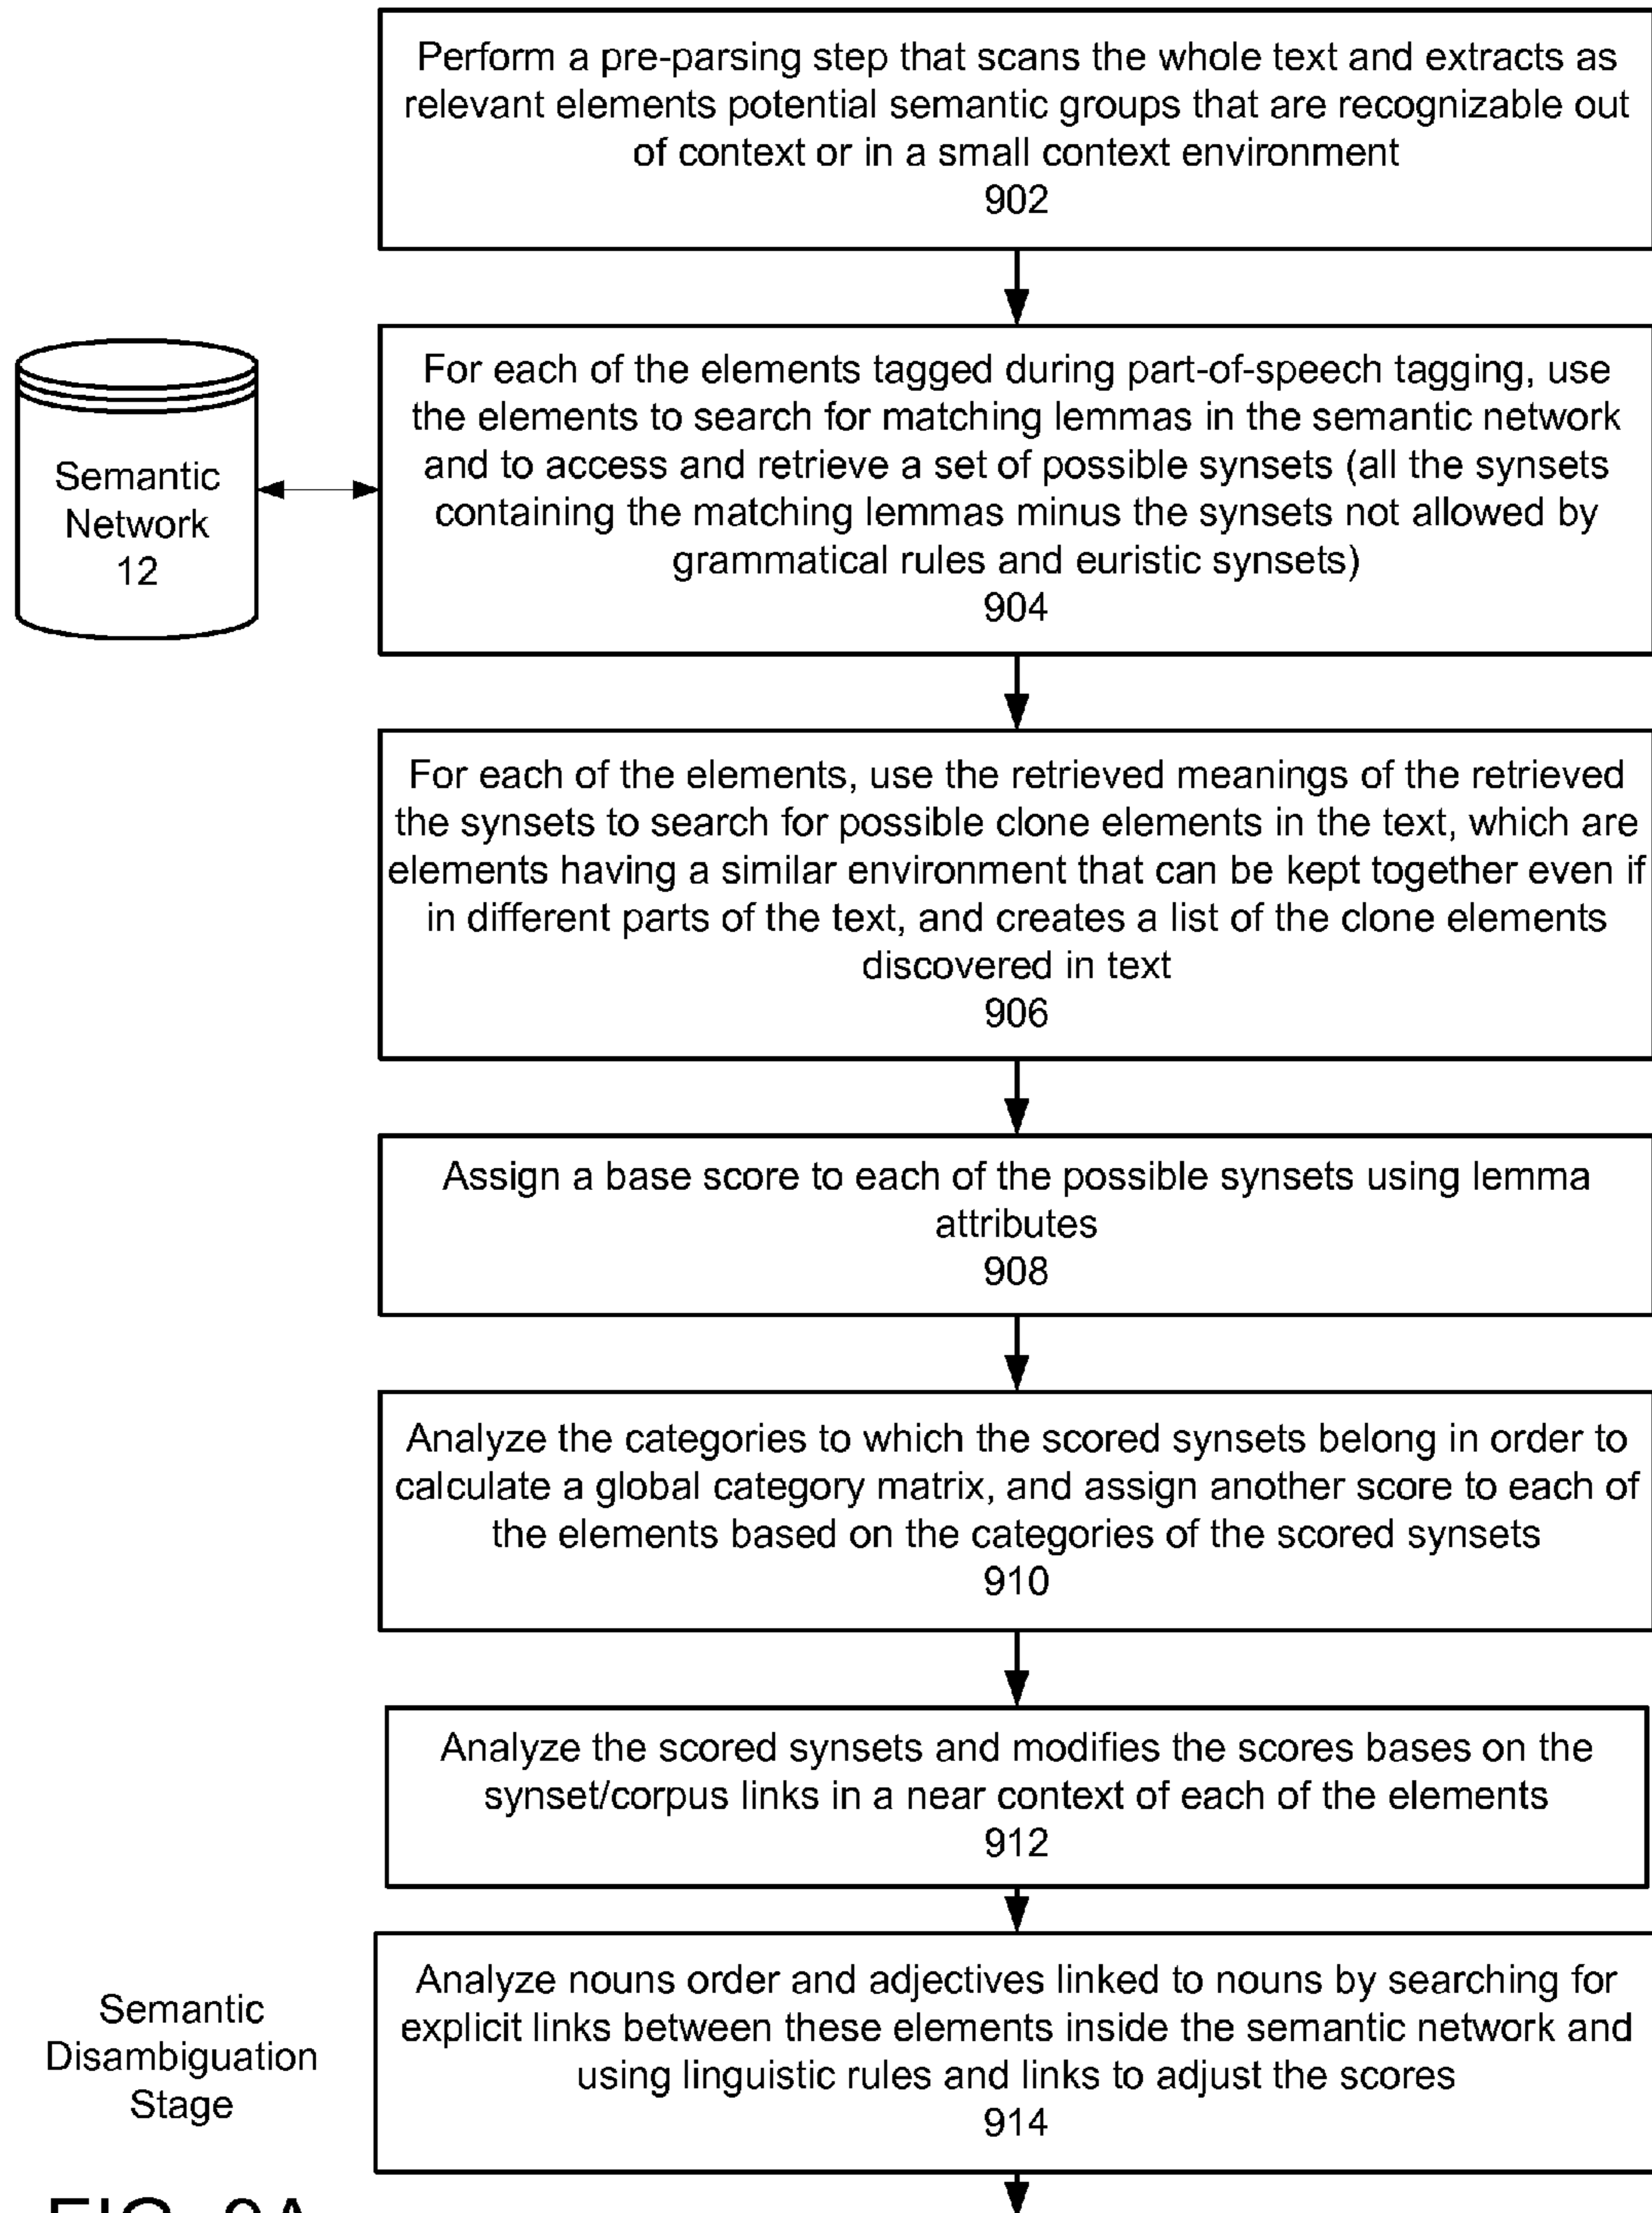 Perform a pre-parsing step that scans the whole text and extracts as
relevant elements potential semantic groups that are recognizable out
of context or in a small context environment
902
For each of the elements tagged during part-of-speech tagging, use
the elements to search for matching lemmas in the semantic network
and to access and retrieve a set of possible synsets (all the synsets
containing the matching lemmas minus the synsets not allowed by
grammatical rules and euristic synsets)
904
Semantic
Network
12
For each of the elements, use the retrieved meanings of the retrieved
the synsets to search for possible clone elements in the text, which are
elements having a similar environment that can be kept together even if
in different parts of the text, and creates a list of the clone elements
discovered in text
906
Assign a base score to each of the possible synsets using lemma
attributes
908
Analyze the categories to which the scored synsets belong in order to
calculate a global category matrix, and assign another score to each of
the elements based on the categories of the scored synsets
910
Analyze the scored synsets and modifies the scores bases on the
synset/corpus links in a near context of each of the elements
912
Analyze nouns order and adjectives linked to nouns by searching for
explicit links between these elements inside the semantic network and
using linguistic rules and links to adjust the scores
914
Semantic
Disambiguation
Stage